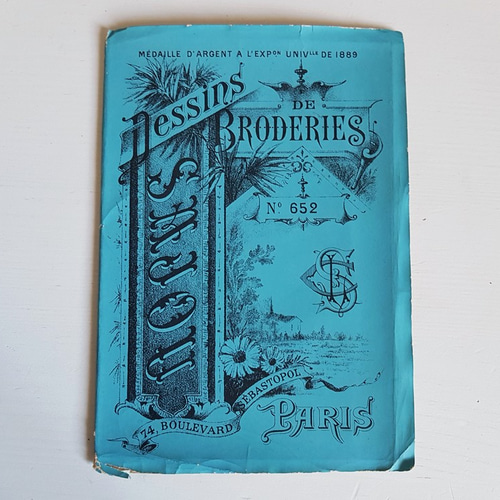 MÉDAILLE D'ARGENT A L'EXPON UNIVLLE DE 1889
Dessins
DE
BRODERIES
No 652
SAJOU
74, BOULEVARD SÉBASTOPOL
PARIS